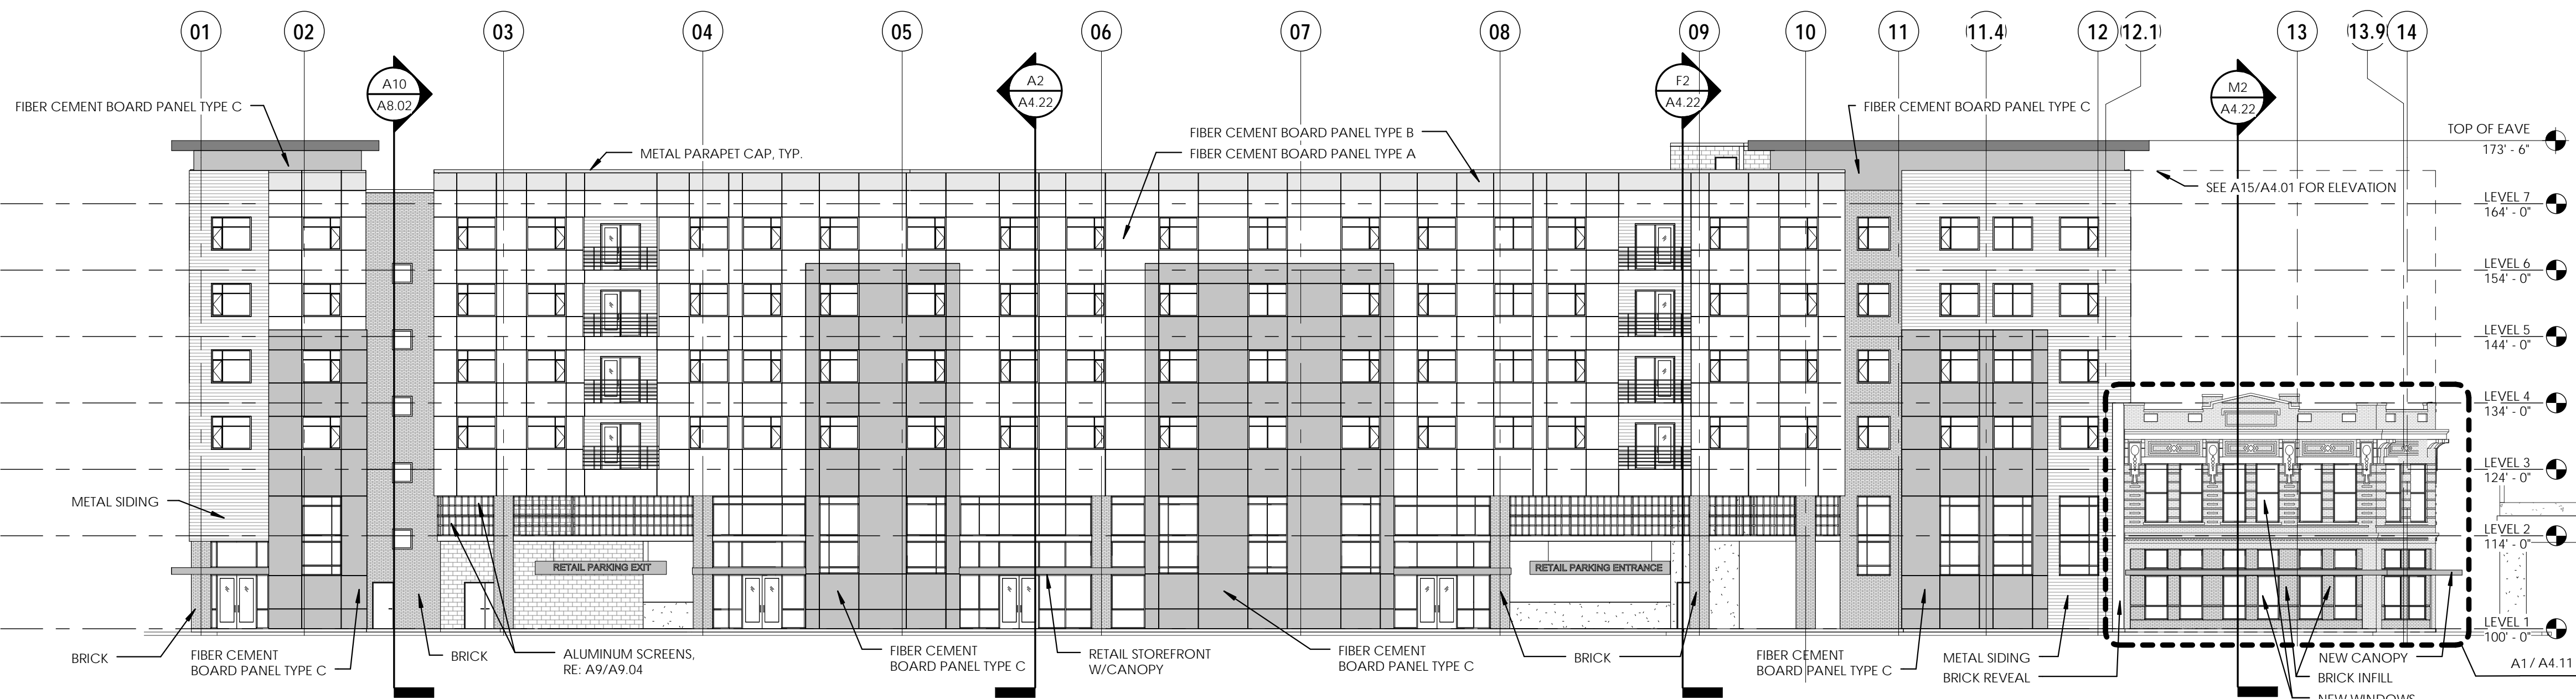 01 02 03 04 05 06 07 08 09 10 11 11.4 12 12.1 13 13.9 14
A10
A8.02
A2
A4.22
F2
A4.22
M2
A4.22
FIBER CEMENT BOARD PANEL TYPE C
METAL PARAPET CAP, TYP.
FIBER CEMENT BOARD PANEL TYPE B
FIBER CEMENT BOARD PANEL TYPE A
FIBER CEMENT BOARD PANEL TYPE C
TOP OF EAVE
173' - 6"
SEE A15/A4.01 FOR ELEVATION
LEVEL 7
164' - 0"
LEVEL 6
154' - 0"
LEVEL 5
144' - 0"
LEVEL 4
134' - 0"
LEVEL 3
124' - 0"
LEVEL 2
114' - 0"
LEVEL 1
100' - 0"
METAL SIDING
RETAIL PARKING EXIT
RETAIL PARKING ENTRANCE
BRICK
FIBER CEMENT
BOARD PANEL TYPE C
BRICK
ALUMINUM SCREENS,
RE: A9/A9.04
FIBER CEMENT
BOARD PANEL TYPE C
RETAIL STOREFRONT
W/CANOPY
FIBER CEMENT
BOARD PANEL TYPE C
BRICK
FIBER CEMENT
BOARD PANEL TYPE C
METAL SIDING
BRICK REVEAL
NEW CANOPY
BRICK INFILL
NEW WINDOWS
A1 / A4.11